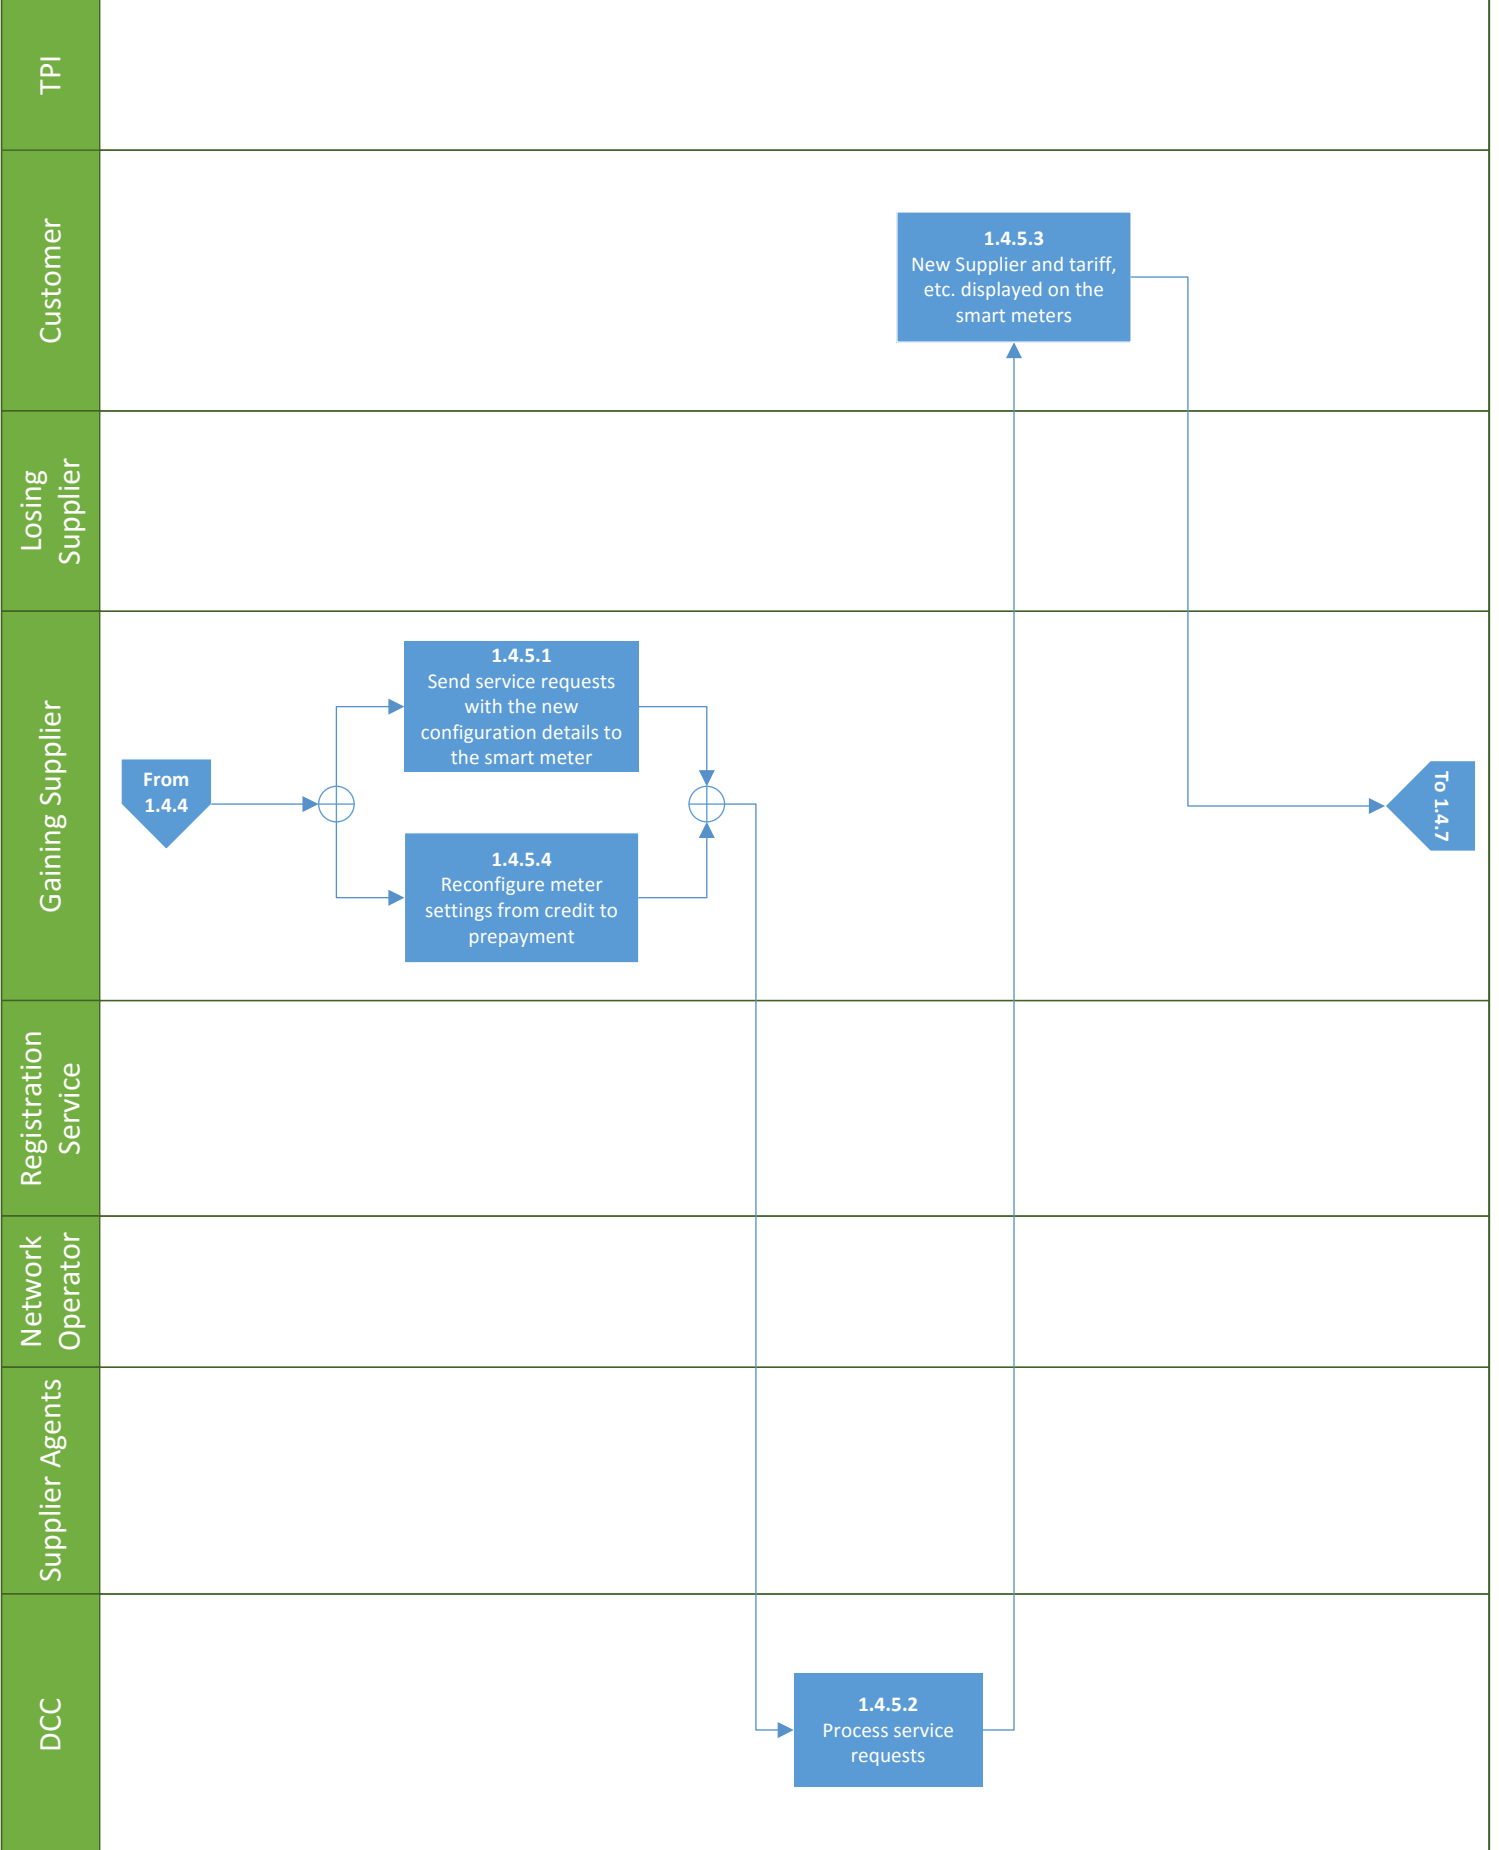 TPI
Customer
1.4.5.3
New Supplier and tariff,
etc. displayed on the
smart meters
Losing
Supplier
Gaining Supplier
From
1.4.4
1.4.5.1
Send service requests
with the new
configuration details to
the smart meter
1.4.5.4
Reconfigure meter
settings from credit to
prepayment
To 1.4.7
Registration
Service
Network
Operator
Supplier Agents
DCC
1.4.5.2
Process service
requests